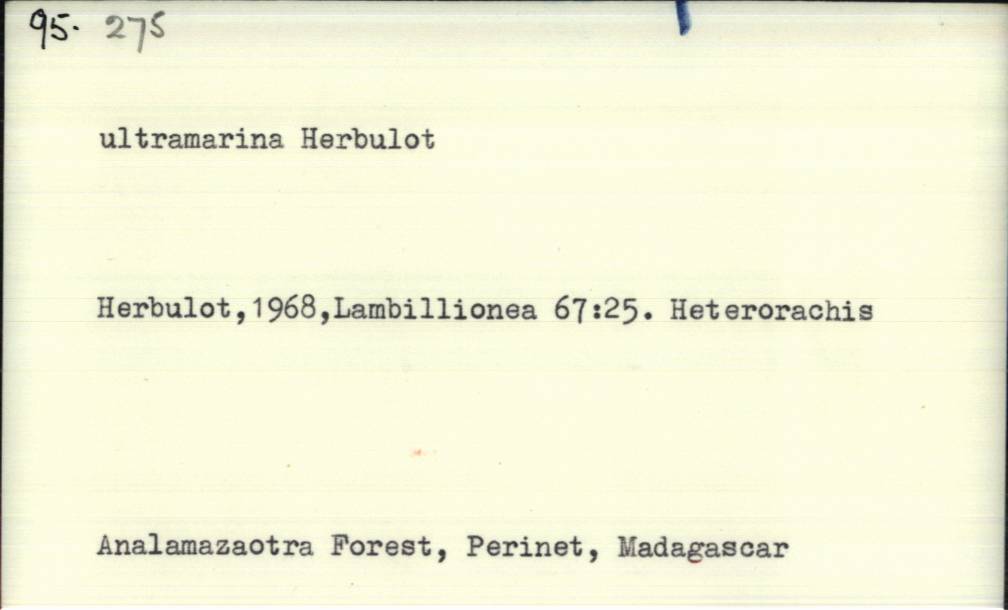 95. 275
ultramarina Herbulot
Herbulot,1968,Lambillionea 67:25. Heterorachis
Analamazaotra Forest, Perinet, Madagascar